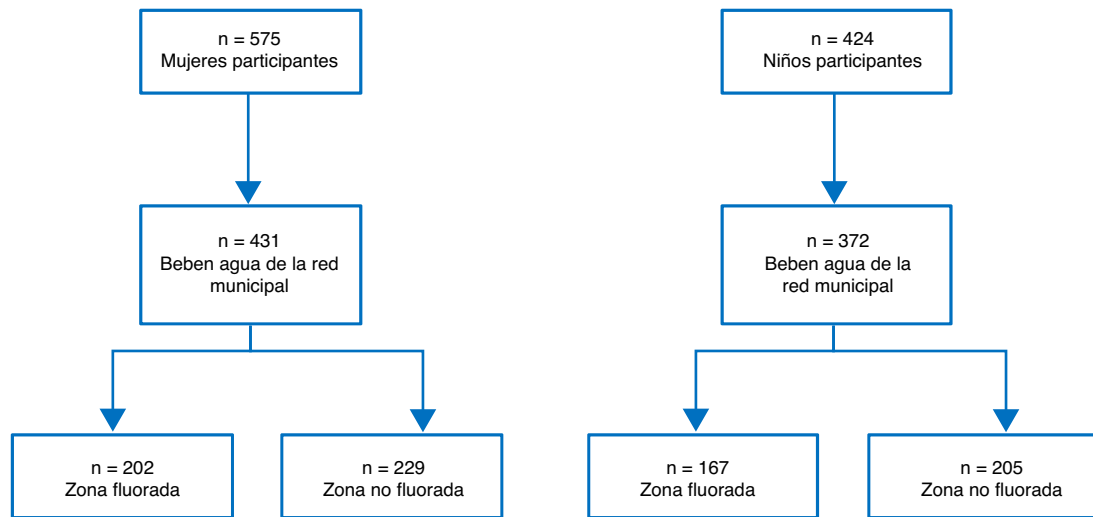 n = 575
Mujeres participantes
n = 424
Niños participantes
n = 431
Beben agua de la red
municipal
n = 372
Beben agua de la
red municipal
n = 202
Zona fluorada
n = 229
Zona no fluorada
n = 167
Zona fluorada
n = 205
Zona no fluorada